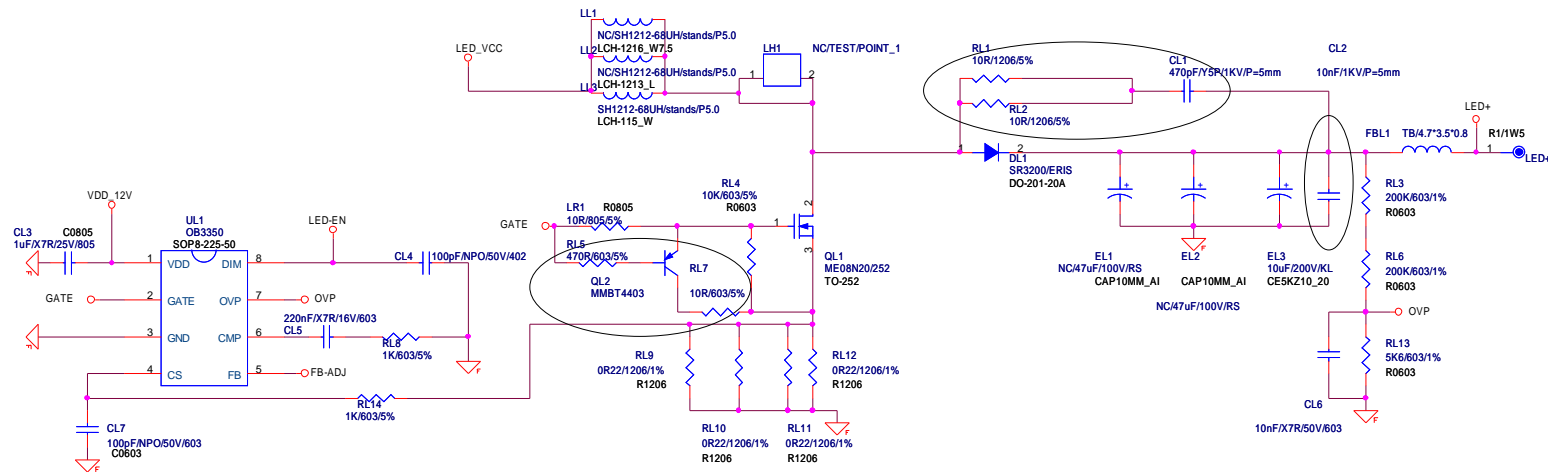 LL1
NC/SH1212-68UH/stands/P5.0
LL2
LCH-1216_W7.5
NC/SH1212-68UH/stands/P5.0
LL3
LCH-1213_L
SH1212-68UH/stands/P5.0
LCH-115_W
LED_VCC
LH1
NC/TEST/POINT_1
1
2
RL1
10R/1206/5%
CL1
470pF/Y5P/1KV/P=5mm
CL2
10nF/1KV/P=5mm
RL2
10R/1206/5%
LED+
FBL1
TB/4.7*3.5*0.8
R1/1W5
1
LED+
1
2
DL1
SR3200/ERIS
DO-201-20A
VDD_12V
RL4
10K/603/5%
R0603
LR1
R0805
10R/805/5%
GATE
RL5
470R/603/5%
QL2
MMBT4403
RL7
10R/603/5%
1
2
3
QL1
ME08N20/252
TO-252
RL3
200K/603/1%
R0603
RL6
200K/603/1%
R0603
OVP
RL13
5K6/603/1%
R0603
CL6
10nF/X7R/50V/603
F
EL1
NC/47uF/100V/RS
CAP10MM_AI
EL2
CAP10MM_AI
NC/47uF/100V/RS
EL3
10uF/200V/KL
CE5KZ10_20
F
CL3
C0805
1uF/X7R/25V/805
F
UL1
OB3350
SOP8-225-50
LED-EN
1
VDD
DIM
8
CL4
100pF/NPO/50V/402
GATE
2
GATE
OVP
7
OVP
220nF/X7R/16V/603
CL5
F
3
GND
CMP
6
RL8
1K/603/5%
F
4
CS
FB
5
FB-ADJ
RL14
1K/603/5%
CL7
100pF/NPO/50V/603
C0603
F
RL9
0R22/1206/1%
R1206
RL12
0R22/1206/1%
R1206
RL10
0R22/1206/1%
R1206
RL11
0R22/1206/1%
R1206
F